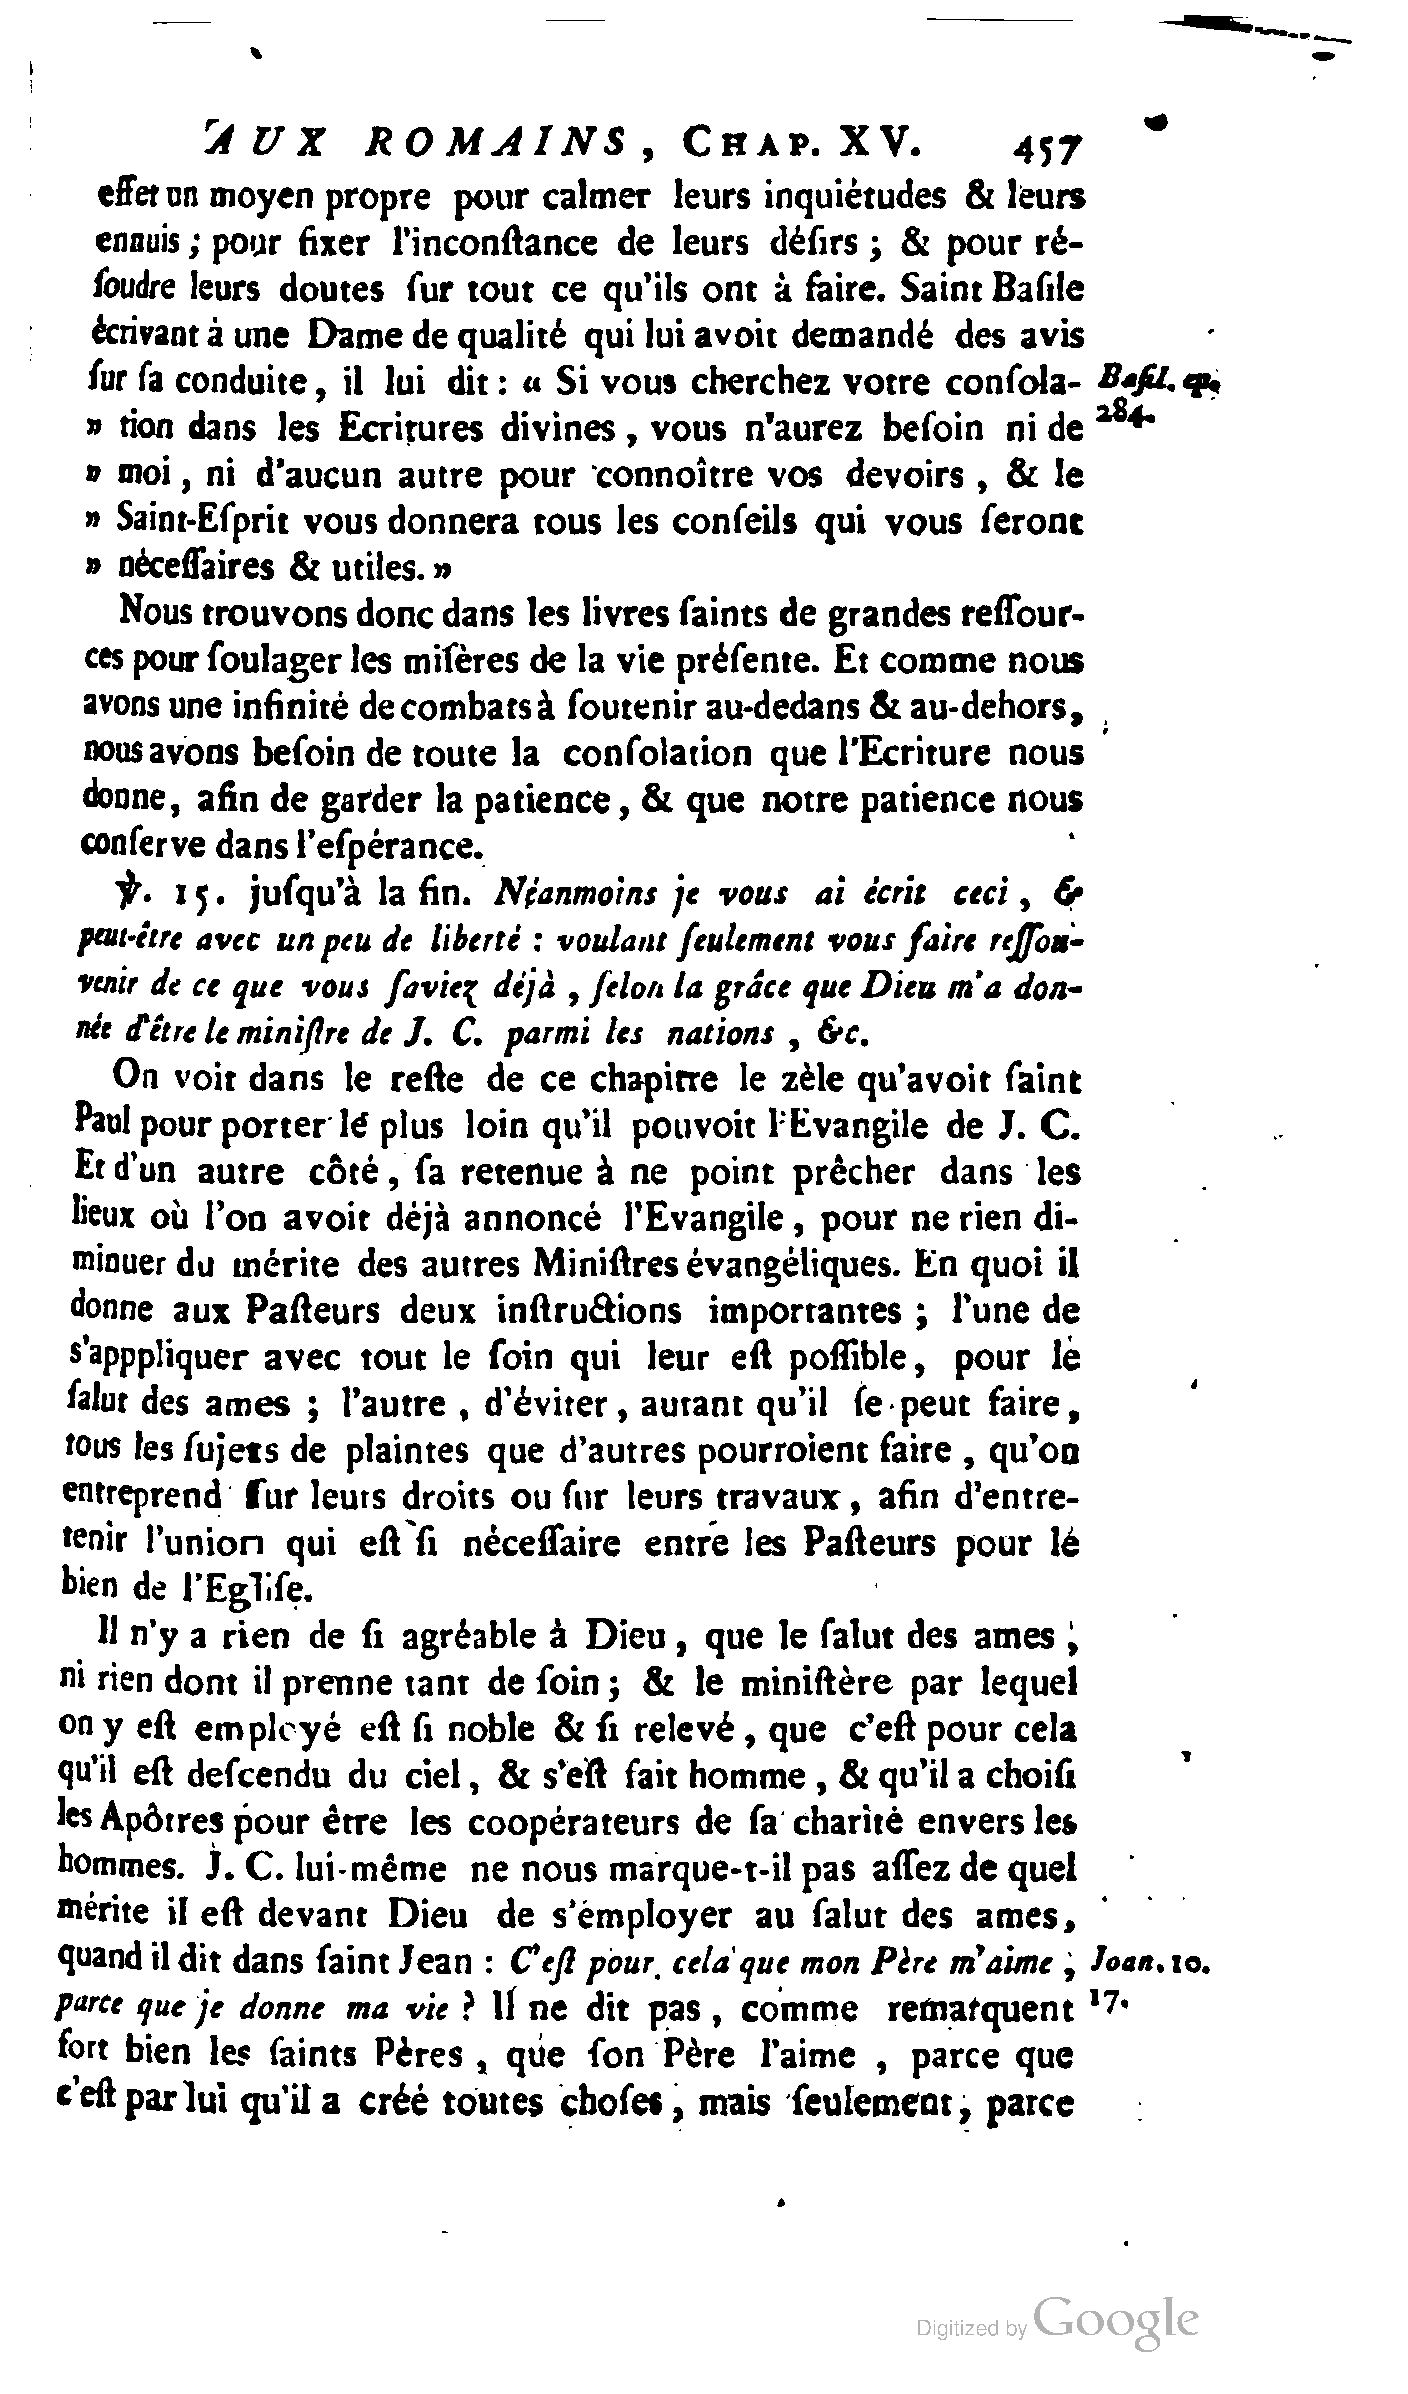 AUX ROMAINS, CHAP. XV. 457
effet un moyen propre pour calmer leurs inquiétudes & leurs
ennuis ; pour fixer l'inconſtance de leurs déſirs ; & pour ré-
ſoudre leurs doutes ſur tout ce qu'ils ont à faire. Saint Baſile
écrivant à une Dame de qualité qui lui avoit demandé des avis
ſur ſa conduite, il lui dit : « Si vous cherchez votre conſola- Baſil. ep.
» tion dans les Ecritures divines, vous n'aurez beſoin ni de 284.
» moi, ni d'aucun autre pour connoître vos devoirs, & le
» Saint-Eſprit vous donnera tous les conſeils qui vous ſeront
» néceſſaires & utiles. »
Nous trouvons donc dans les livres ſaints de grandes reſſour-
ces pour ſoulager les miſères de la vie préſente. Et comme nous
avons une infinité de combats à ſoutenir au-dedans & au-dehors,
nous avons beſoin de toute la conſolation que l'Ecriture nous
donne, afin de garder la patience, & que notre patience nous
conſerve dans l'eſpérance.
℣. 15. juſqu'à la fin. Néanmoins je vous ai écrit ceci, &
peut-être avec un peu de liberté : voulant ſeulement vous faire reſſou-
venir de ce que vous ſaviez déjà, ſelon la grâce que Dieu m'a don-
née d'être le miniſtre de J. C. parmi les nations, &c.
On voit dans le reſte de ce chapitre le zèle qu'avoit ſaint
Paul pour porter le plus loin qu'il pouvoit l'Evangile de J. C.
Et d'un autre côté, ſa retenue à ne point prêcher dans les
lieux où l'on avoit déjà annoncé l'Evangile, pour ne rien di-
minuer du mérite des autres Miniſtres évangéliques. En quoi il
donne aux Paſteurs deux inſtructions importantes ; l'une de
s'apppliquer avec tout le ſoin qui leur eſt poſſible, pour le
ſalut des ames ; l'autre, d'éviter, autant qu'il ſe peut faire,
tous les ſujets de plaintes que d'autres pourroient faire, qu'on
entreprend ſur leurs droits ou ſur leurs travaux, afin d'entre-
tenir l'union qui eſt ſi néceſſaire entre les Paſteurs pour le
bien de l'Egliſe.
Il n'y a rien de ſi agréable à Dieu, que le ſalut des ames ;
ni rien dont il prenne tant de ſoin ; & le miniſtère par lequel
on y eſt employé eſt ſi noble & ſi relevé, que c'eſt pour cela
qu'il eſt deſcendu du ciel, & s'eſt fait homme, & qu'il a choiſi
les Apôtres pour être les coopérateurs de ſa charité envers les
hommes. J. C. lui-même ne nous marque-t-il pas aſſez de quel
mérite il eſt devant Dieu de s'employer au ſalut des ames,
quand il dit dans ſaint Jean : C'eſt pour cela que mon Père m'aime ; Joan. 10.
parce que je donne ma vie ? Il ne dit pas, comme remarquent 17.
fort bien les ſaints Pères, que ſon Père l'aime, parce que
c'eſt par lui qu'il a créé toutes choſes ; mais ſeulement, parce
Digitized by Google